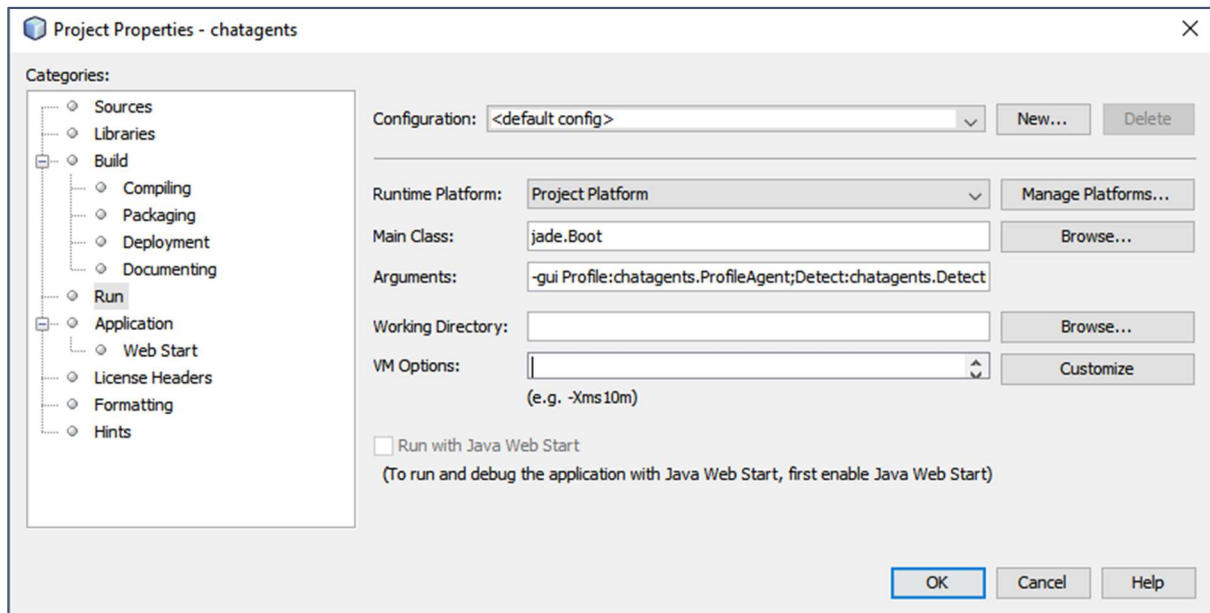 Project Properties - chatagents
Categories:
Sources
Libraries
Build
Compiling
Packaging
Deployment
Documenting
Run
Application
Web Start
License Headers
Formatting
Hints
Configuration: <default config> New... Delete
Runtime Platform: Project Platform Manage Platforms...
Main Class: jade.Boot Browse...
Arguments: -gui Profile:chatagents.ProfileAgent;Detect:chatagents.Detect
Working Directory: Browse...
VM Options: Customize
(e.g. -Xms10m)
Run with Java Web Start
(To run and debug the application with Java Web Start, first enable Java Web Start)
OK Cancel Help